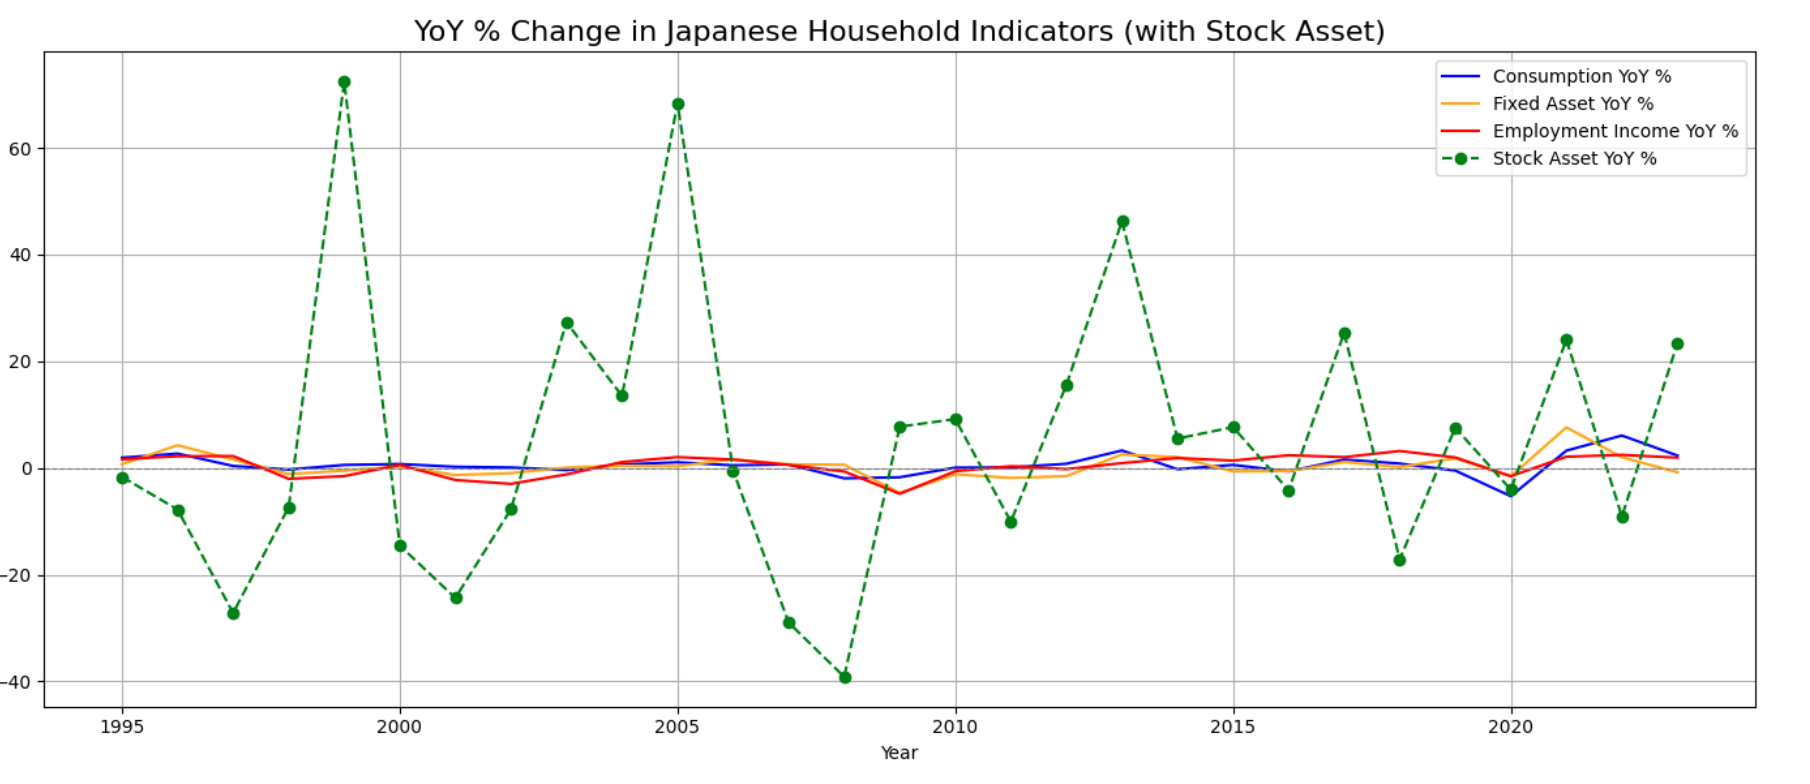 YoY % Change in Japanese Household Indicators (with Stock Asset)
Consumption YoY %
Fixed Asset YoY %
Employment Income YoY %
Stock Asset YoY %
60
40
20
0
−20
−40
1995 2000 2005 2010 2015 2020
Year